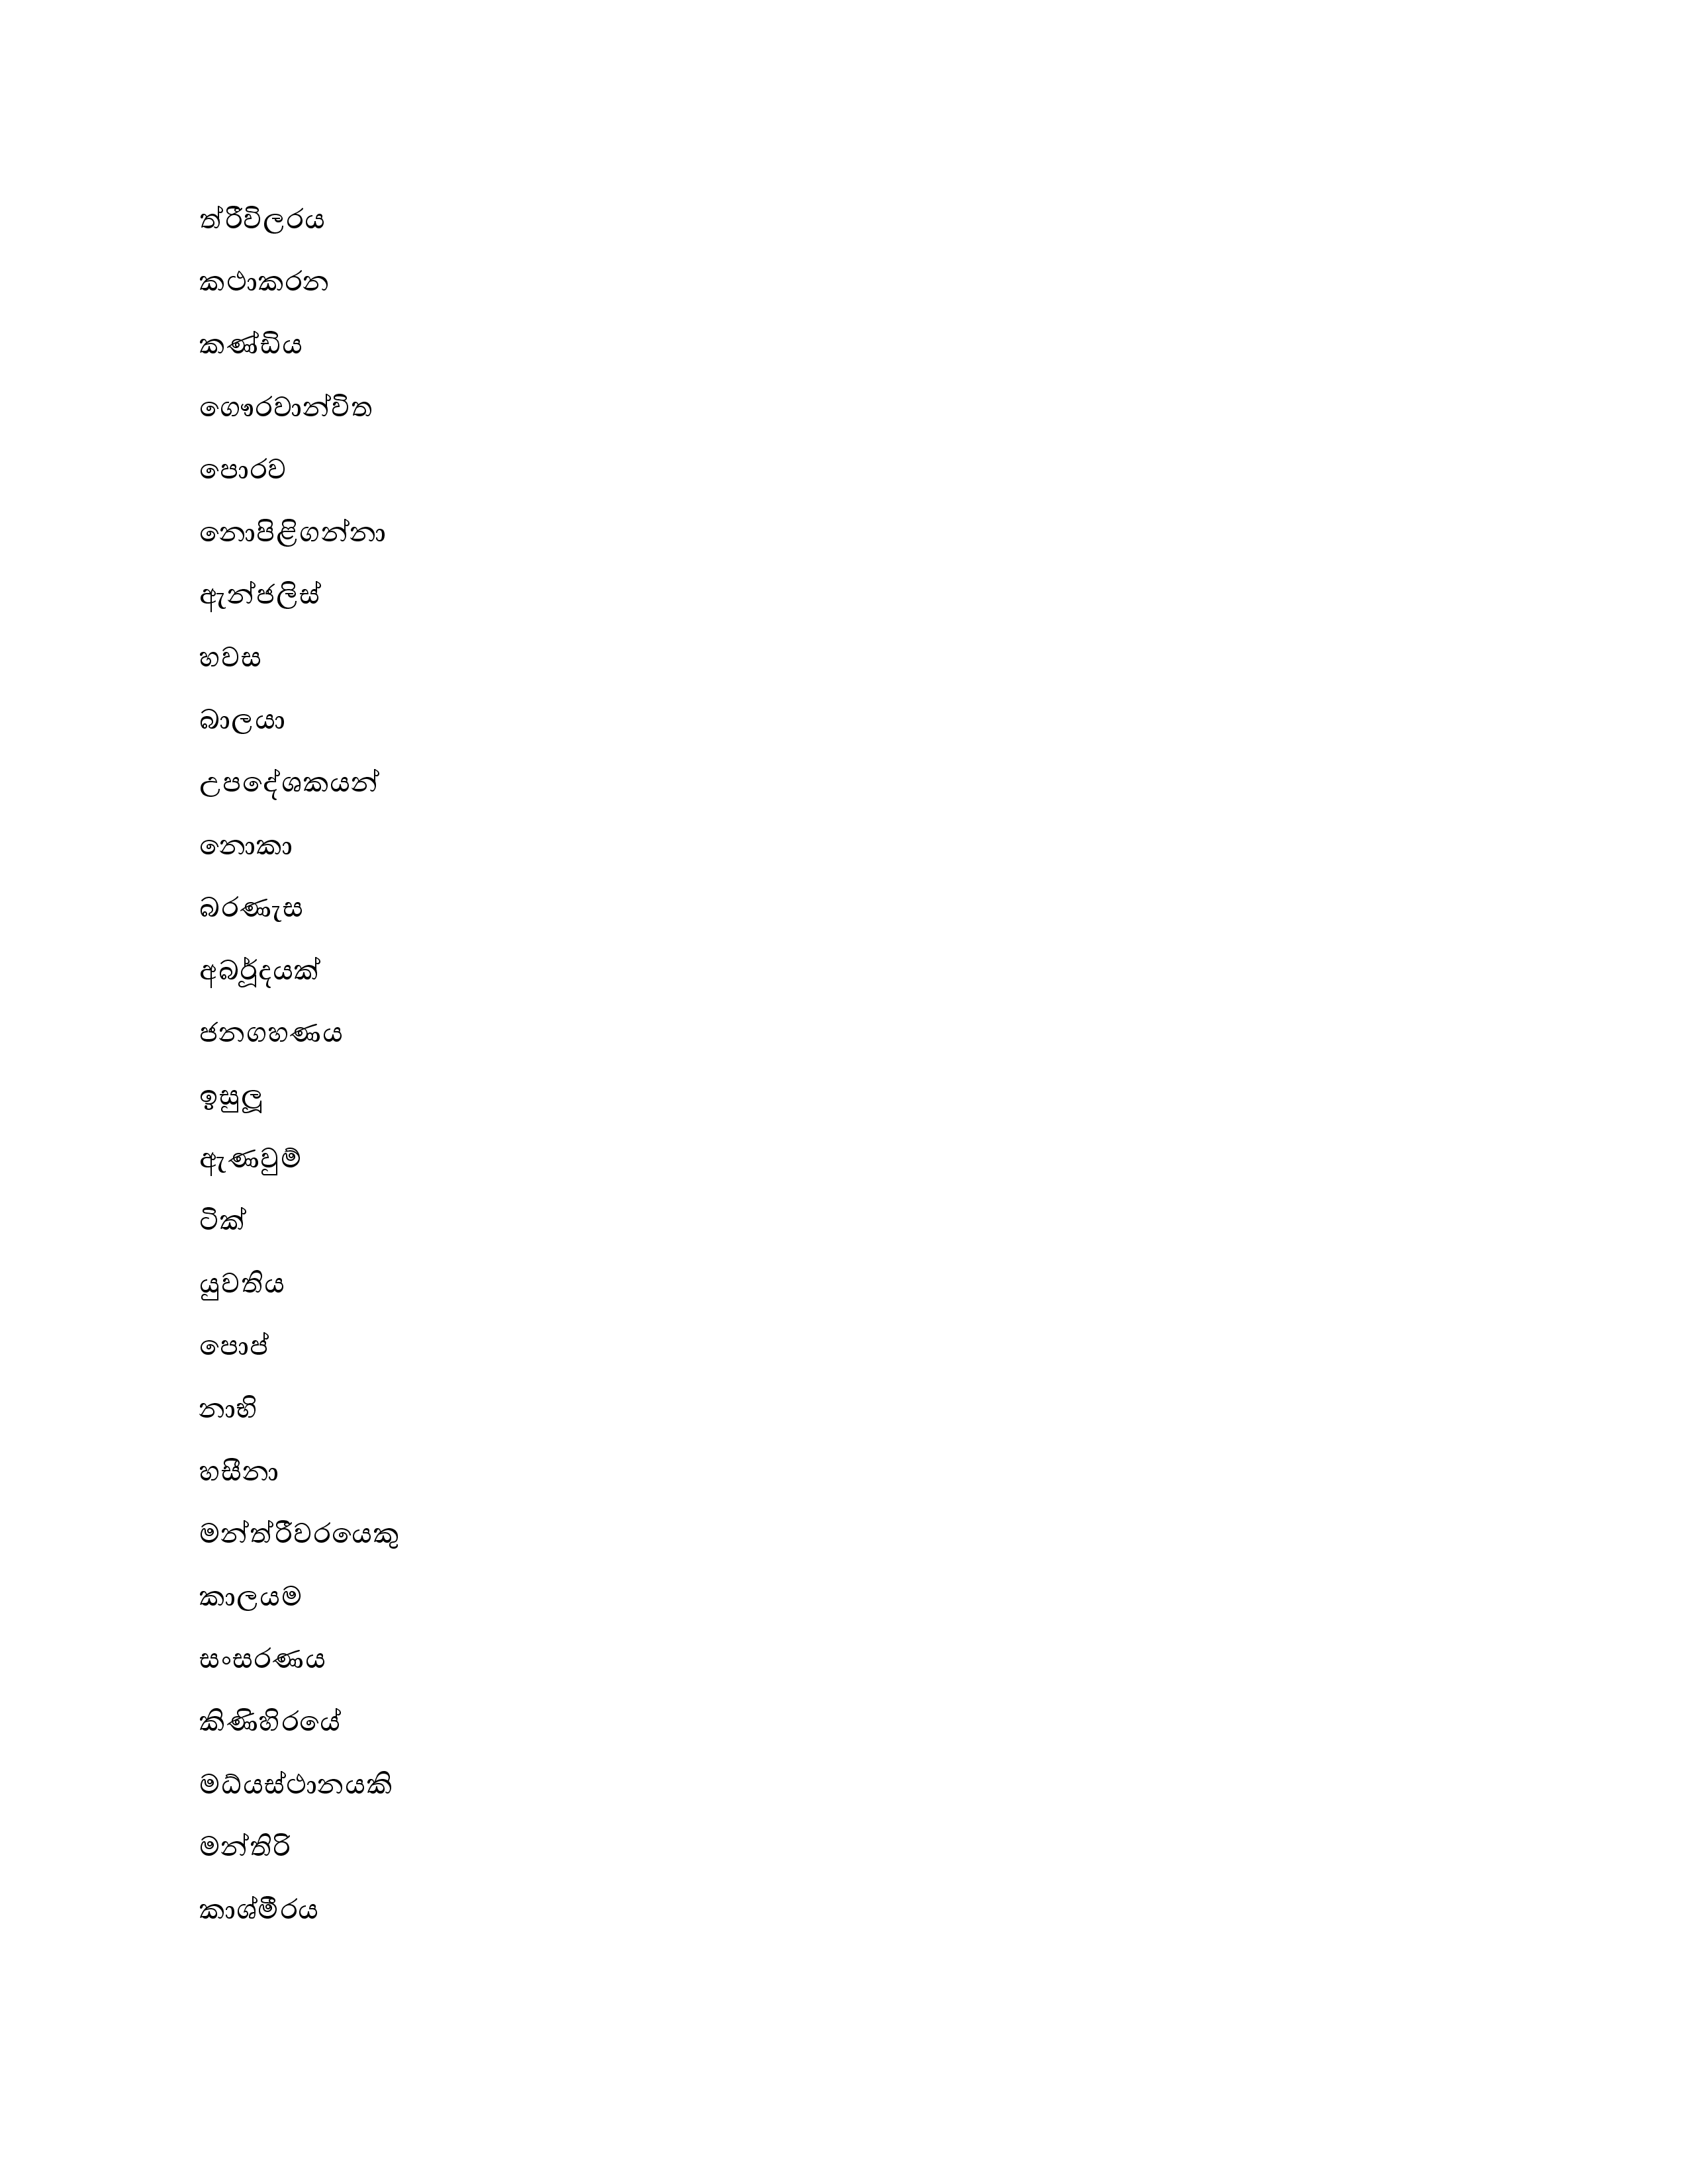 ත්රීවිලරය
කථාකරන
කණ්ඩිය
ගෞරවාන්විත
පොරව
නොපිළිගන්නා
ඇන්ජලිස්
හවස
බාලයා
උපදේශකයන්
නොකා
බරණැස
අබර්ූදයක්
ජනගහණය
ඉසුලූ
ඇණවුම්
ටික්
යුවතිය
පොප්
නාභි
හසීනා
මන්ත්රීවරයෙකු
කාලයම
සංසරණය
කිණිහිරයේ
මධ්යස්ථානයකි
මන්තිරි
කාශ්මීරය